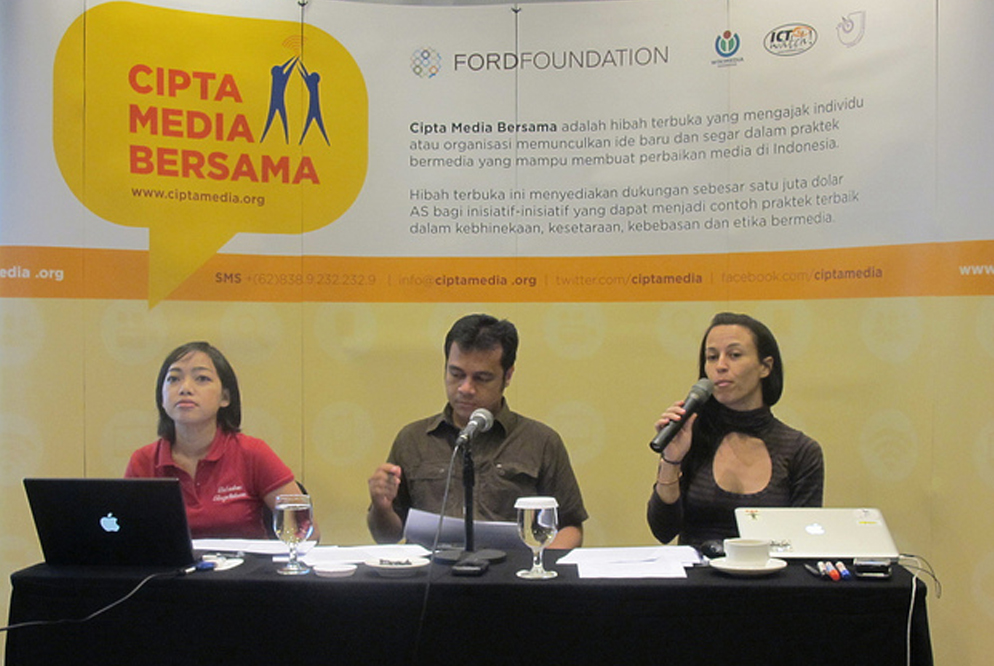 CIPTA
MEDIA
BERSAMA
www.ciptamedia.org
FORDFOUNDATION
WIKIMEDIA
ICT
watch
Cipta Media Bersama adalah hibah terbuka yang mengajak individu
atau organisasi memunculkan ide baru dan segar dalam praktek
bermedia yang mampu membuat perbaikan media di Indonesia.
Hibah terbuka ini menyediakan dukungan sebesar satu juta dolar
AS bagi inisiatif-inisiatif yang dapat menjadi contoh praktek terbaik
dalam kebhinekaan, kesetaraan, kebebasan dan etika bermedia.
edia .org
SMS +(62)838.9.232.232.9 | info@ciptamedia .org | twitter.com/ciptamedia | facebook.com/ciptamedia
www.